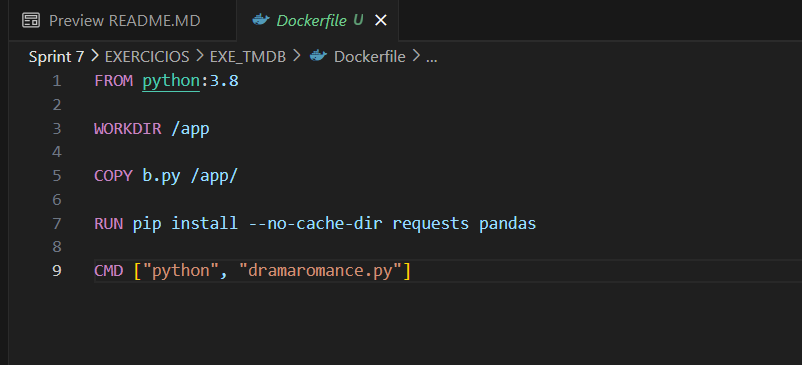 Preview README.MD Dockerfile U
Sprint 7 > EXERCICIOS > EXE_TMDB > Dockerfile > ...
1 FROM python:3.8
2
3 WORKDIR /app
4
5 COPY b.py /app/
6
7 RUN pip install --no-cache-dir requests pandas
8
9 CMD ["python", "dramaromance.py"]